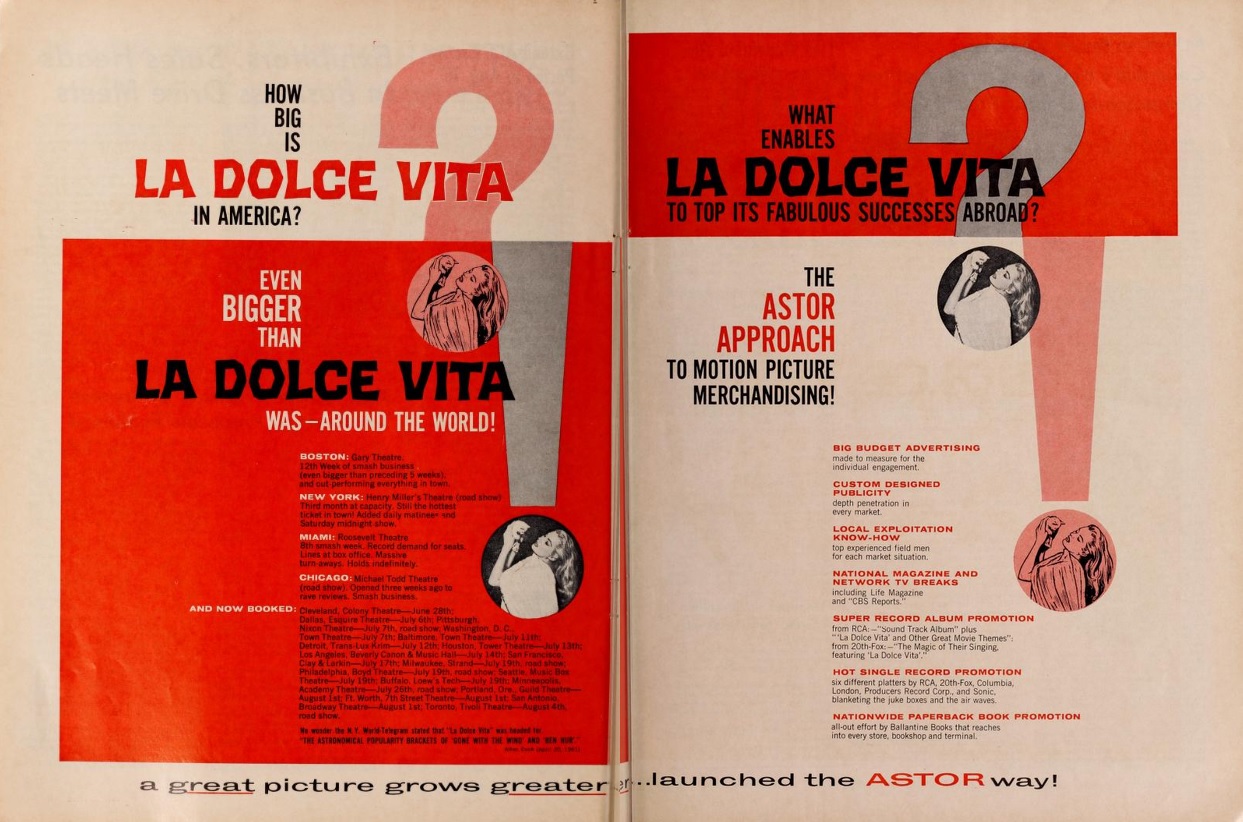 HOW
BIG
IS
LA DOLCE VITA
IN AMERICA?
EVEN
BIGGER
THAN
LA DOLCE VITA
WAS—AROUND THE WORLD!
BOSTON: Gary Theatre.
12th Week of smash business
(even bigger than preceding 5 weeks).
and out-performing everything in town.
NEW YORK: Henry Miller's Theatre (road show)
Third month at capacity. Still the hottest
ticket in town! Added daily matinees and
Saturday midnight show.
MIAMI: Roosevelt Theatre
8th smash week. Record demand for seats.
Lines at box office. Massive
turn-aways. Holds indefinitely.
CHICAGO: Michael Todd Theatre
(road show). Opened three weeks ago to
rave reviews. Smash business.
AND NOW BOOKED: Cleveland, Colony Theatre—June 28th;
Dallas, Esquire Theatre—July 6th; Pittsburgh,
Nixon Theatre—July 7th, road show; Washington, D. C.,
Town Theatre—July 7th; Baltimore, Town Theatre—July 12th;
Detroit, Trans-Lux Krim—July 12th; Houston, Tower Theatre—July 13th;
Los Angeles, Beverly Canon & Music Hall—July 14th; San Francisco,
Clay & Larkin—July 17th; Milwaukee, Strand—July 19th, road show;
Philadelphia, Boyd Theatre—July 19th, road show; Seattle, Music Box
Theatre—July 19th; Buffalo, Loew's Tech—July 19th; Minneapolis,
Academy Theatre—July 26th, road show; Portland, Ore., Guild Theatre—
August 1st; Ft. Worth, 7th Street Theatre—August 1st; San Antonio,
Broadway Theatre—August 1st; Toronto, Tivoli Theatre—August 4th,
road show.
No wonder the N.Y. World-Telegram stated that "La Dolce Vita" was headed for
"THE ASTRONOMICAL POPULARITY BRACKETS OF 'GONE WITH THE WIND' AND 'BEN HUR'."
a great picture grows greater
WHAT
ENABLES
LA DOLCE VITA
TO TOP ITS FABULOUS SUCCESSES ABROAD?
THE
ASTOR
APPROACH
TO MOTION PICTURE
MERCHANDISING!
BIG BUDGET ADVERTISING
made to measure for the
individual engagement.
CUSTOM DESIGNED
PUBLICITY
depth penetration in
every market.
LOCAL EXPLOITATION
KNOW-HOW
top experienced field men
for each market situation.
NATIONAL MAGAZINE AND
NETWORK TV BREAKS
including Life Magazine
and "CBS Reports."
SUPER RECORD ALBUM PROMOTION
from RCA:—"Sound Track Album" plus
"'La Dolce Vita' and Other Great Movie Themes";
from 20th-Fox:—"The Magic of Their Singing,
featuring 'La Dolce Vita'."
HOT SINGLE RECORD PROMOTION
six different platters by RCA, 20th-Fox, Columbia,
London, Producers Record Corp., and Sonic,
blanketing the juke boxes and the air waves.
NATIONWIDE PAPERBACK BOOK PROMOTION
all-out effort by Ballantine Books that reaches
into every store, bookshop and terminal.
er...launched the ASTOR way!